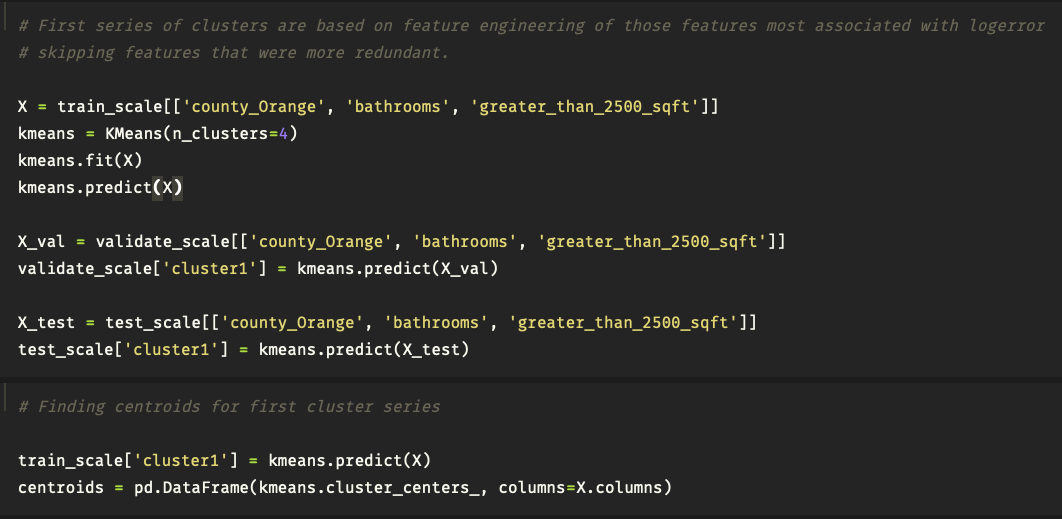 # First series of clusters are based on feature engineering of those features most associated with logerror
# skipping features that were more redundant.
X = train_scale[['county_Orange', 'bathrooms', 'greater_than_2500_sqft']]
kmeans = KMeans(n_clusters=4)
kmeans.fit(X)
kmeans.predict(X)
X_val = validate_scale[['county_Orange', 'bathrooms', 'greater_than_2500_sqft']]
validate_scale['cluster1'] = kmeans.predict(X_val)
X_test = test_scale[['county_Orange', 'bathrooms', 'greater_than_2500_sqft']]
test_scale['cluster1'] = kmeans.predict(X_test)
# Finding centroids for first cluster series
train_scale['cluster1'] = kmeans.predict(X)
centroids = pd.DataFrame(kmeans.cluster_centers_, columns=X.columns)